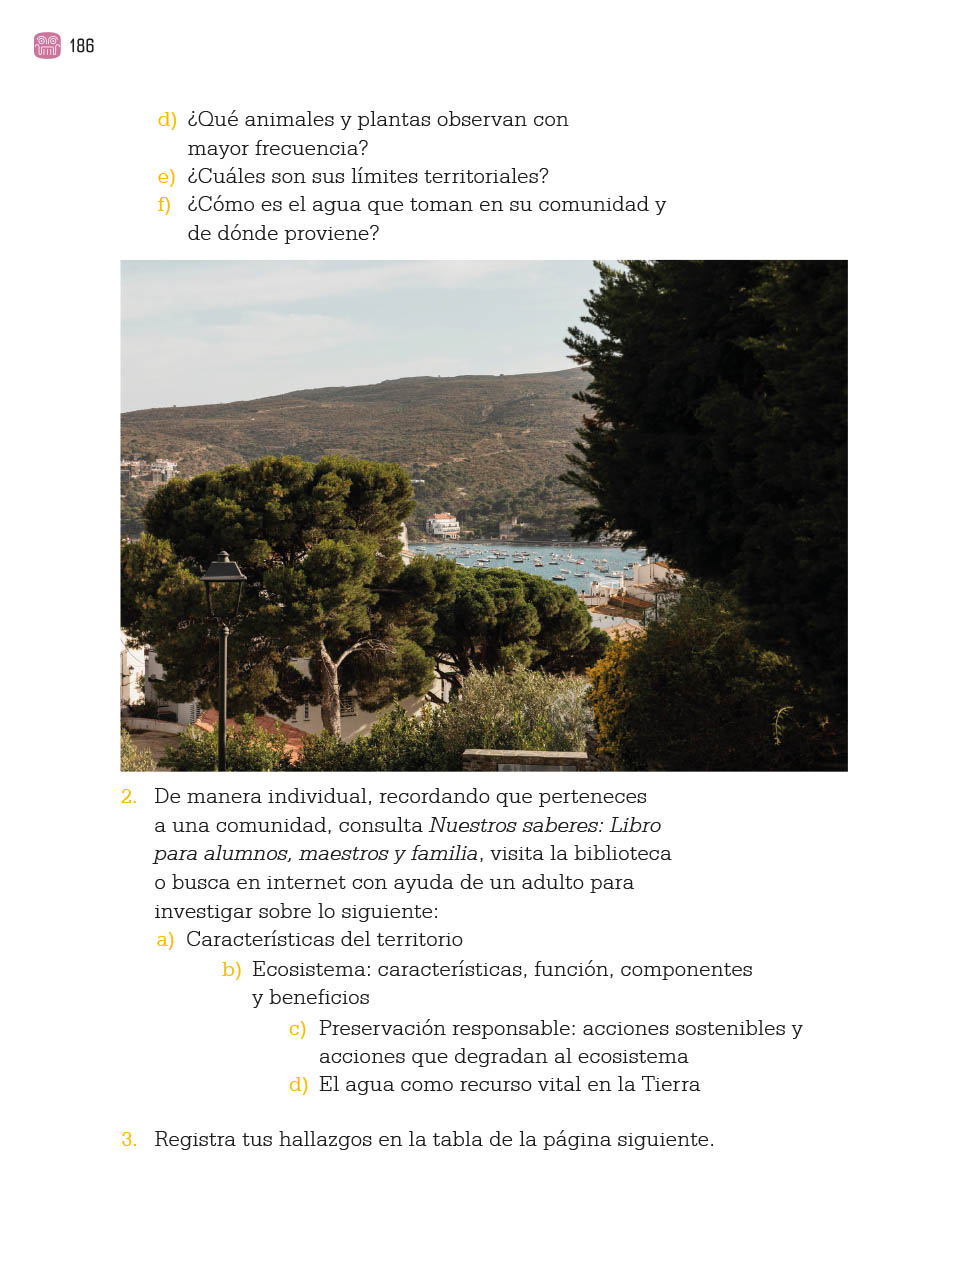 186
d) ¿Qué animales y plantas observan con
mayor frecuencia?
e) ¿Cuáles son sus límites territoriales?
f) ¿Cómo es el agua que toman en su comunidad y
de dónde proviene?
2. De manera individual, recordando que perteneces
a una comunidad, consulta Nuestros saberes: Libro
para alumnos, maestros y familia, visita la biblioteca
o busca en internet con ayuda de un adulto para
investigar sobre lo siguiente:
a) Características del territorio
b) Ecosistema: características, función, componentes
y beneficios
c) Preservación responsable: acciones sostenibles y
acciones que degradan al ecosistema
d) El agua como recurso vital en la Tierra
3. Registra tus hallazgos en la tabla de la página siguiente.